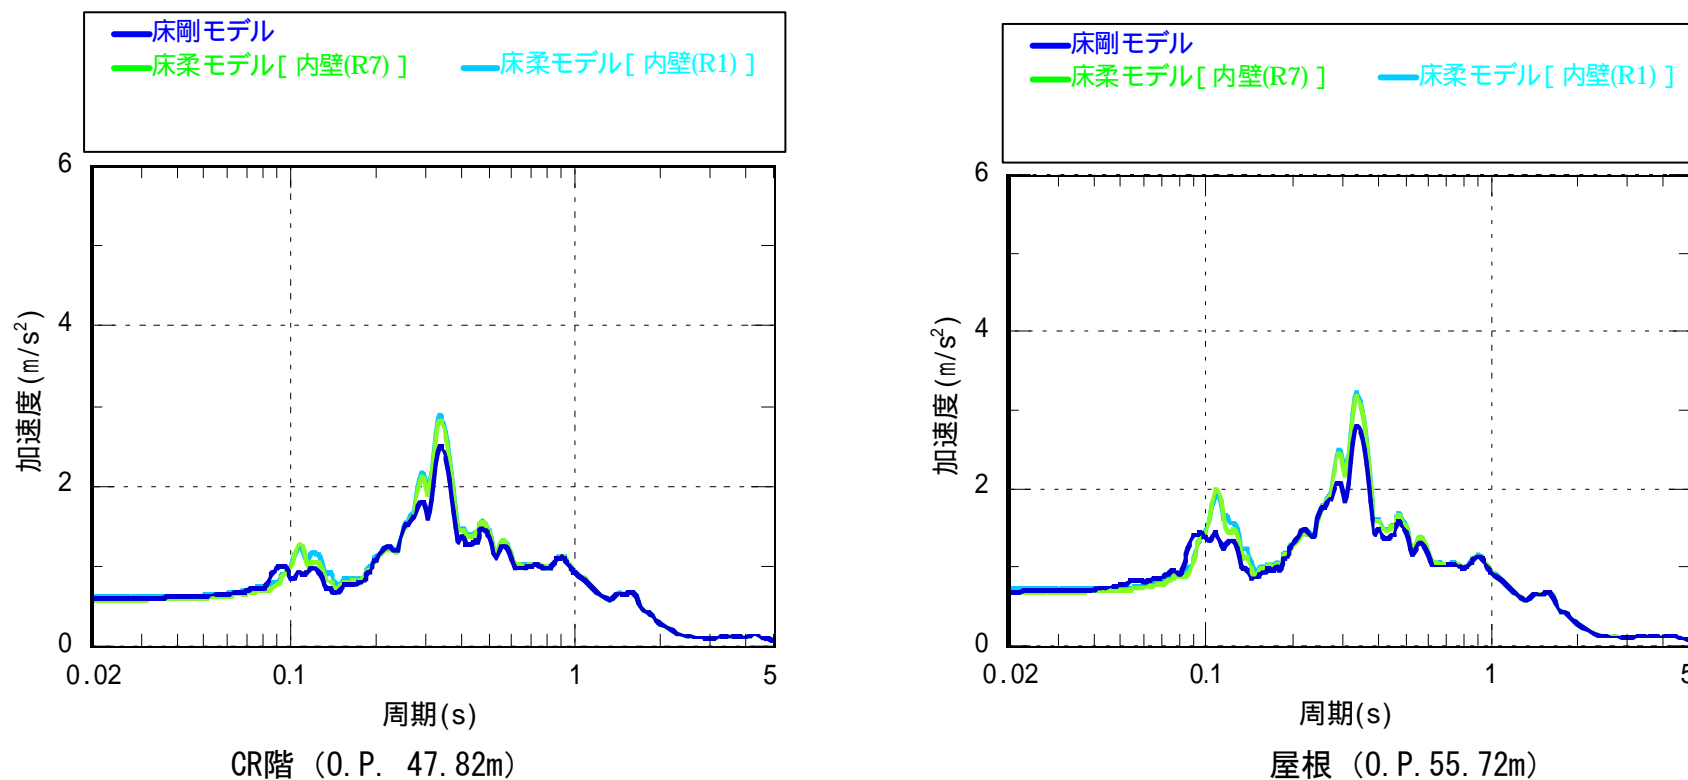 床剛モデル
床柔モデル[ 内壁(R7) ]
床柔モデル[ 内壁(R1) ]
6
4
2
0
加速度(m/s²)
0.02
0.1
1
5
周期(s)
CR階 (O.P. 47.82m)
床剛モデル
床柔モデル[ 内壁(R7) ]
床柔モデル[ 内壁(R1) ]
6
4
2
0
加速度(m/s²)
0.02
0.1
1
5
周期(s)
屋根 (O.P.55.72m)